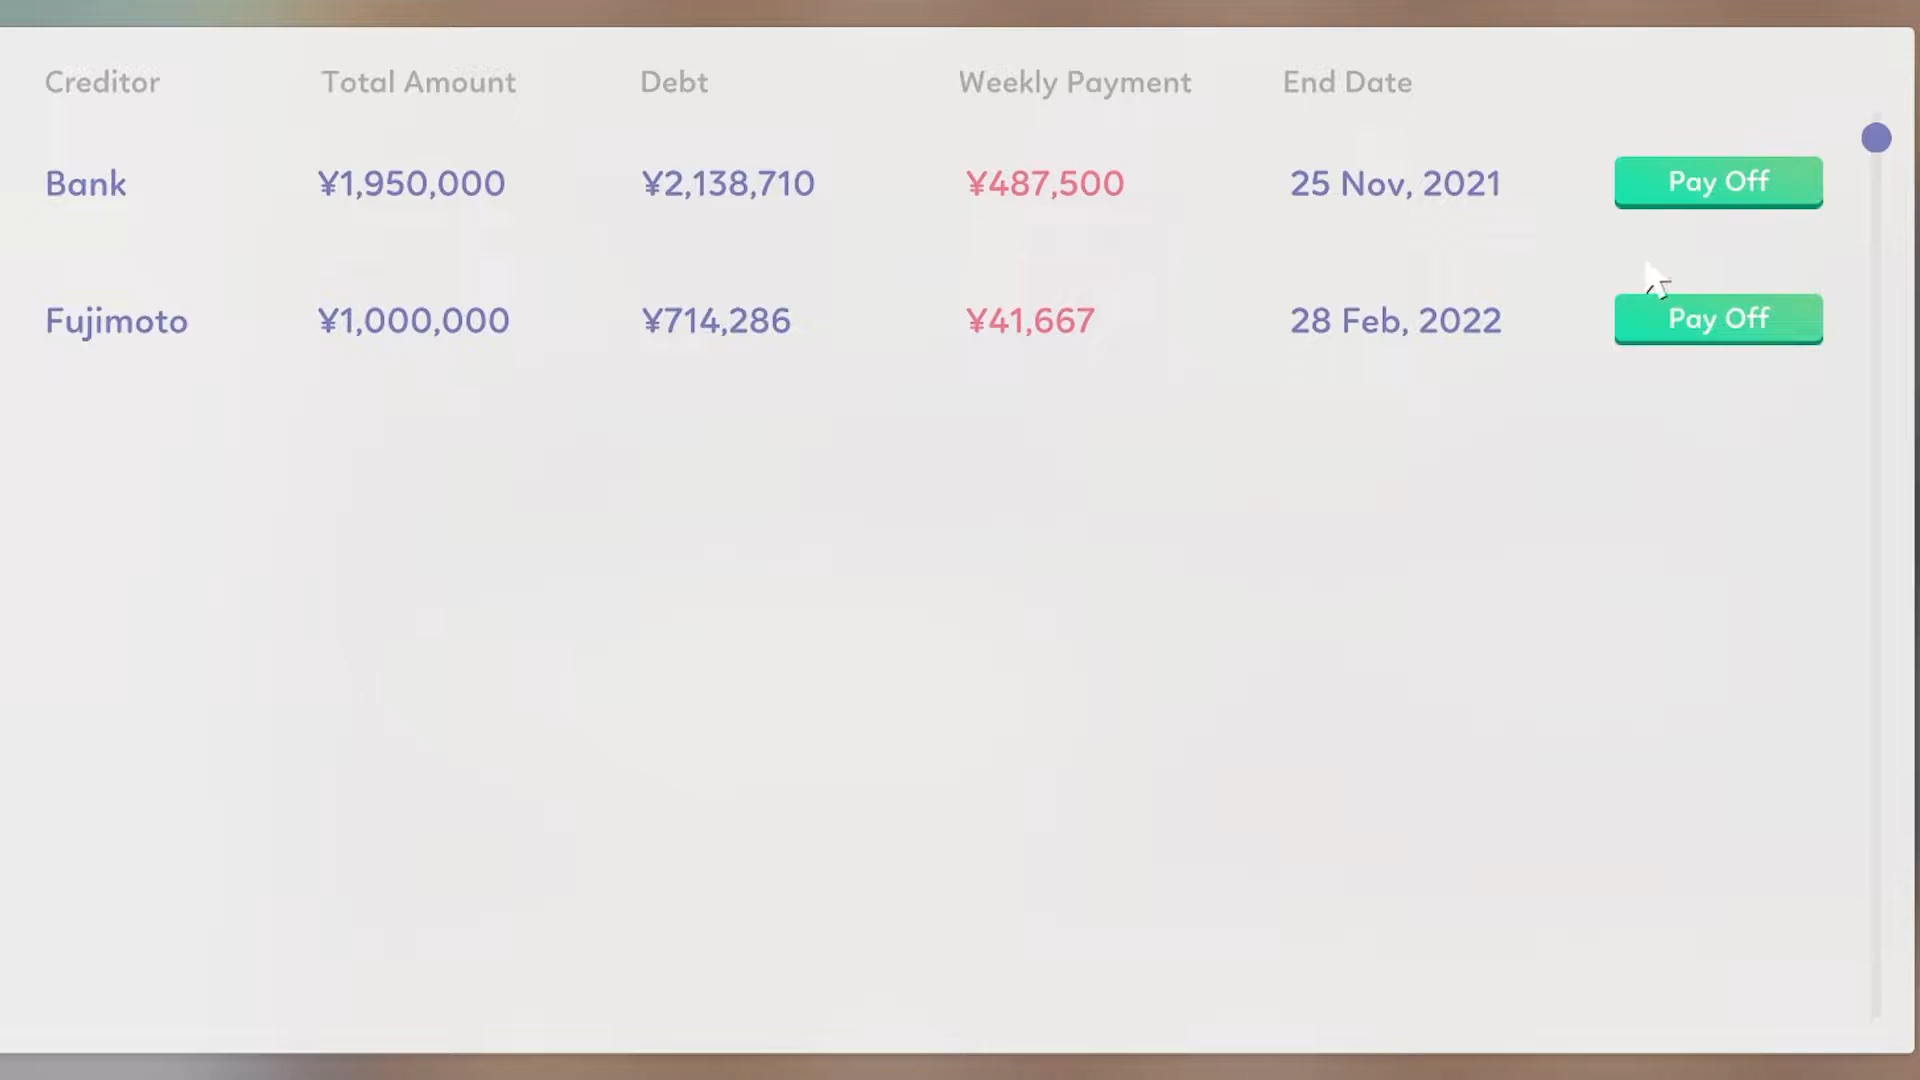 Creditor Total Amount Debt Weekly Payment End Date
Bank ¥1,950,000 ¥2,138,710 ¥487,500 25 Nov, 2021 Pay Off
Fujimoto ¥1,000,000 ¥714,286 ¥41,667 28 Feb, 2022 Pay Off